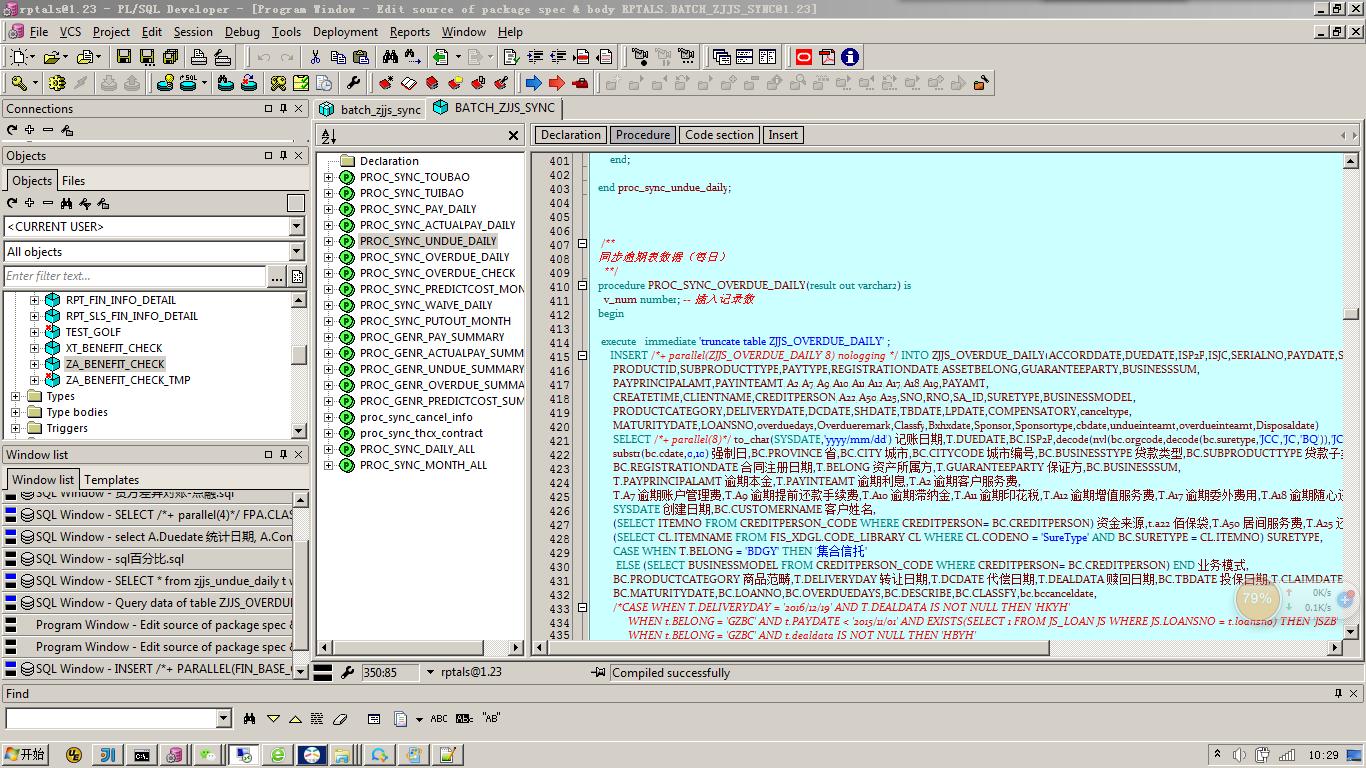 rptals@1.23 - PL/SQL Developer - [Program Window - Edit source of package spec & body RPTALS.BATCH_ZJJS_SYNC@1.23]
File VCS Project Edit Session Debug Tools Deployment Reports Window Help
Connections
Objects
Objects Files
<CURRENT USER>
All objects
Enter filter text...
RPT_FIN_INFO_DETAIL
RPT_SLS_FIN_INFO_DETAIL
TEST_GOLF
XT_BENEFIT_CHECK
ZA_BENEFIT_CHECK
ZA_BENEFIT_CHECK_TMP
Types
Type bodies
Triggers
Window list
Window list Templates
SQL Window - SELECT /*+ parallel(4)*/ FPA.CLAS
SQL Window - select A.Duedate 统计日期, A.Con
SQL Window - sql百分比.sql
SQL Window - SELECT * from zjjs_undue_daily t w
SQL Window - Query data of table ZJJS_OVERDU
Program Window - Edit source of package spec &
Program Window - Edit source of package spec &
SQL Window - INSERT /*+ PARALLEL(FIN_BASE_
batch_zjjs_sync BATCH_ZJJS_SYNC
Declaration
PROC_SYNC_TOUBAO
PROC_SYNC_TUIBAO
PROC_SYNC_PAY_DAILY
PROC_SYNC_ACTUALPAY_DAILY
PROC_SYNC_UNDUE_DAILY
PROC_SYNC_OVERDUE_DAILY
PROC_SYNC_OVERDUE_CHECK
PROC_SYNC_PREDICTCOST_MON
PROC_SYNC_WAIVE_DAILY
PROC_SYNC_PUTOUT_MONTH
PROC_GENR_PAY_SUMMARY
PROC_GENR_ACTUALPAY_SUMM
PROC_GENR_UNDUE_SUMMARY
PROC_GENR_OVERDUE_SUMMA
PROC_GENR_PREDICTCOST_SUM
proc_sync_cancel_info
proc_sync_thcx_contract
PROC_SYNC_DAILY_ALL
PROC_SYNC_MONTH_ALL
Declaration Procedure Code section Insert
401 end;
402
403 end proc_sync_undue_daily;
404
405
406
407 /**
408 同步逾期表数据（每日）
409 **/
410 procedure PROC_SYNC_OVERDUE_DAILY(result out varchar2) is
411 v_num number; -- 插入记录数
412 begin
413
414 execute immediate 'truncate table ZJJS_OVERDUE_DAILY' ;
415 INSERT /*+ parallel(ZJJS_OVERDUE_DAILY 8) nologging */ INTO ZJJS_OVERDUE_DAILY(ACCORDDATE,DUEDATE,ISP2P,ISJC,SERIALNO,PAYDATE,S
416 PRODUCTID,SUBPRODUCTTYPE,PAYTYPE,REGISTRATIONDATE ASSETBELONG,GUARANTEEPARTY,BUSINESSSUM,
417 PAYPRINCIPALAMT,PAYINTEAMT A2 A7 A9 A10 A11 A12 A17 A18 A19,PAYAMT,
418 CREATETIME,CLIENTNAME,CREDITPERSON A22 A50 A25,SNO,RNO,SA_ID,SURETYPE,BUSINESSMODEL,
419 PRODUCTCATEGORY,DELIVERYDATE,DCDATE,SHDATE,TBDATE,LPDATE,COMPENSATORY,canceltype,
420 MATURITYDATE,LOANSNO,overduedays,Overdueremark,Classfy,Bxhxdate,Sponsor,Sponsortype,cbdate,undueinteamt,overdueinteamt,Disposaldate)
421 SELECT /*+ parallel(8)*/ to_char(SYSDATE,'yyyy/mm/dd') 记账日期,T.DUEDATE,BC.ISP2P,decode(nvl(bc.orgcode,decode(bc.suretype,'JCC','JC','BQ')),'JC
422 substr(bc.cdate,0,10) 强制日,BC.PROVINCE 省,BC.CITY 城市,BC.CITYCODE 城市编号,BC.BUSINESSTYPE 贷款类型,BC.SUBPRODUCTTYPE 贷款子
423 BC.REGISTRATIONDATE 合同注册日期,T.BELONG 资产所属方,T.GUARANTEEPARTY 保证方,BC.BUSINESSSUM,
424 T.PAYPRINCIPALAMT 逾期本金,T.PAYINTEAMT 逾期利息,T.A2 逾期客户服务费,
425 T.A7 逾期账户管理费,T.A9 逾期提前还款手续费,T.A10 逾期滞纳金,T.A11 逾期印花税,T.A12 逾期增值服务费,T.A17 逾期委外费用,T.A18 逾期随心
426 SYSDATE 创建日期,BC.CUSTOMERNAME 客户姓名,
427 (SELECT ITEMNO FROM CREDITPERSON_CODE WHERE CREDITPERSON= BC.CREDITPERSON) 资金来源,t.a22 佰保袋,T.A50 居间服务费,T.A25
428 (SELECT CL.ITEMNAME FROM FIS_XDGL.CODE_LIBRARY CL WHERE CL.CODENO = 'SureType' AND BC.SURETYPE = CL.ITEMNO) SURETYPE,
429 CASE WHEN T.BELONG = 'BDGY' THEN '集合信托'
430 ELSE (SELECT BUSINESSMODEL FROM CREDITPERSON_CODE WHERE CREDITPERSON= BC.CREDITPERSON) END 业务模式,
431 BC.PRODUCTCATEGORY 商品范畴,T.DELIVERYDAY 转让日期,T.DCDATE 代偿日期,T.DEALDATA 赎回日期,BC.TBDATE 投保日期,T.CLAIMDATE
432 BC.MATURITYDATE,BC.LOANNO,BC.OVERDUEDAYS,BC.DESCRIBE,BC.CLASSFY,bc.bccanceldate,
433 /*CASE WHEN T.DELIVERYDAY = '2016/12/19' AND T.DEALDATA IS NOT NULL THEN 'HKYH'
434 WHEN t.BELONG = 'GZBC' AND t.PAYDATE < '2015/11/01' AND EXISTS(SELECT 1 FROM JS_LOAN JS WHERE JS.LOANSNO = t.loansno) THEN 'JSZB'
435 WHEN t.BELONG = 'GZBC' AND t.dealdata IS NOT NULL THEN 'HBYH'
79% 0K/s
0.1K/s
350:85 rptals@1.23 Compiled successfully
Find
ABC ABc "AB"
开始 10:29